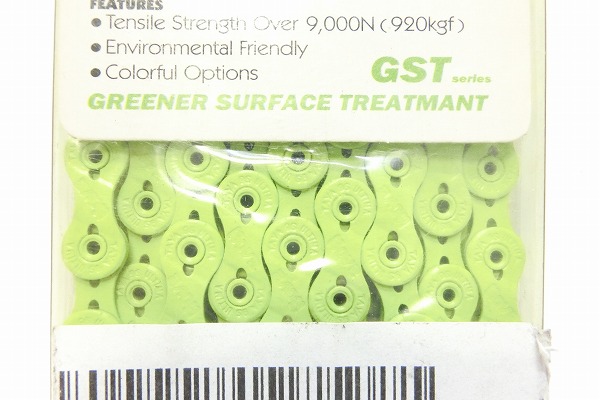 FEATURES
• Tensile Strength Over 9,000N (920kgf)
• Environmental Friendly
• Colorful Options
GST series
GREENER SURFACE TREATMANT